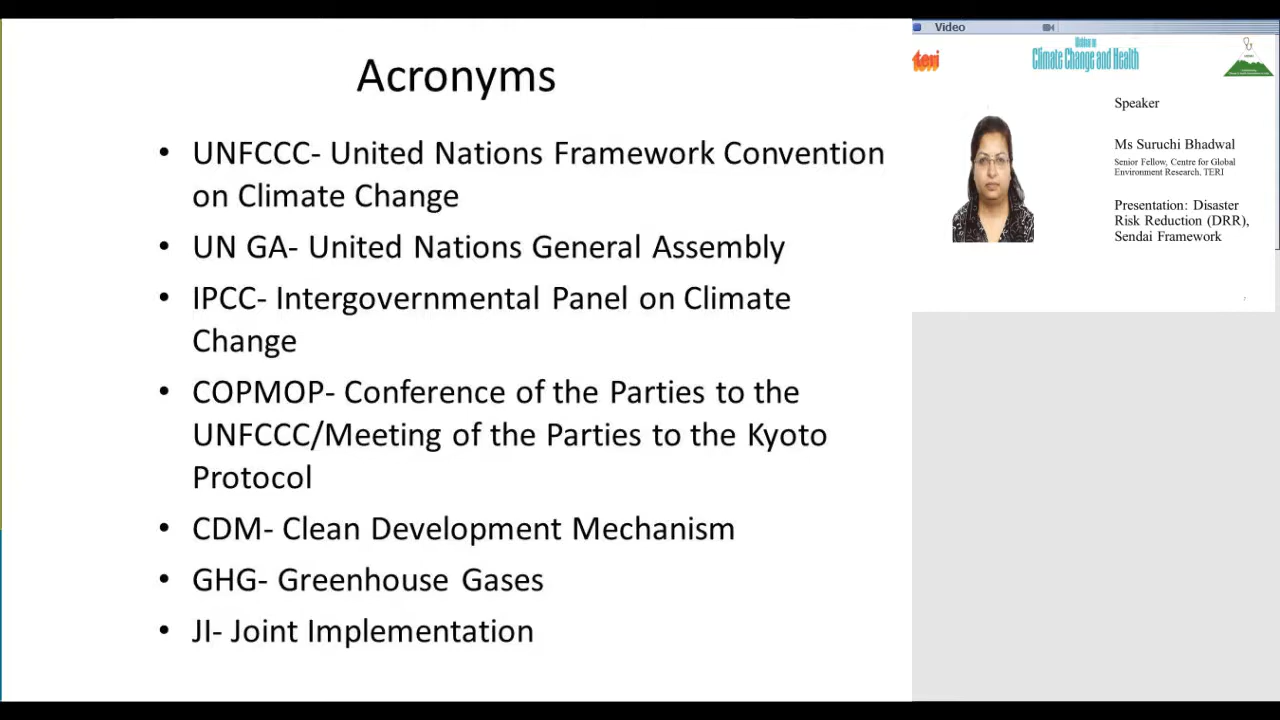 Acronyms
• UNFCCC- United Nations Framework Convention
on Climate Change
• UN GA- United Nations General Assembly
• IPCC- Intergovernmental Panel on Climate
Change
• COPMOP- Conference of the Parties to the
UNFCCC/Meeting of the Parties to the Kyoto
Protocol
• CDM- Clean Development Mechanism
• GHG- Greenhouse Gases
• JI- Joint Implementation
Video
teri
Climate Change and Health
Speaker
Ms Suruchi Bhadwal
Senior Fellow, Centre for Global
Environment Research, TERI
Presentation: Disaster
Risk Reduction (DRR),
Sendai Framework